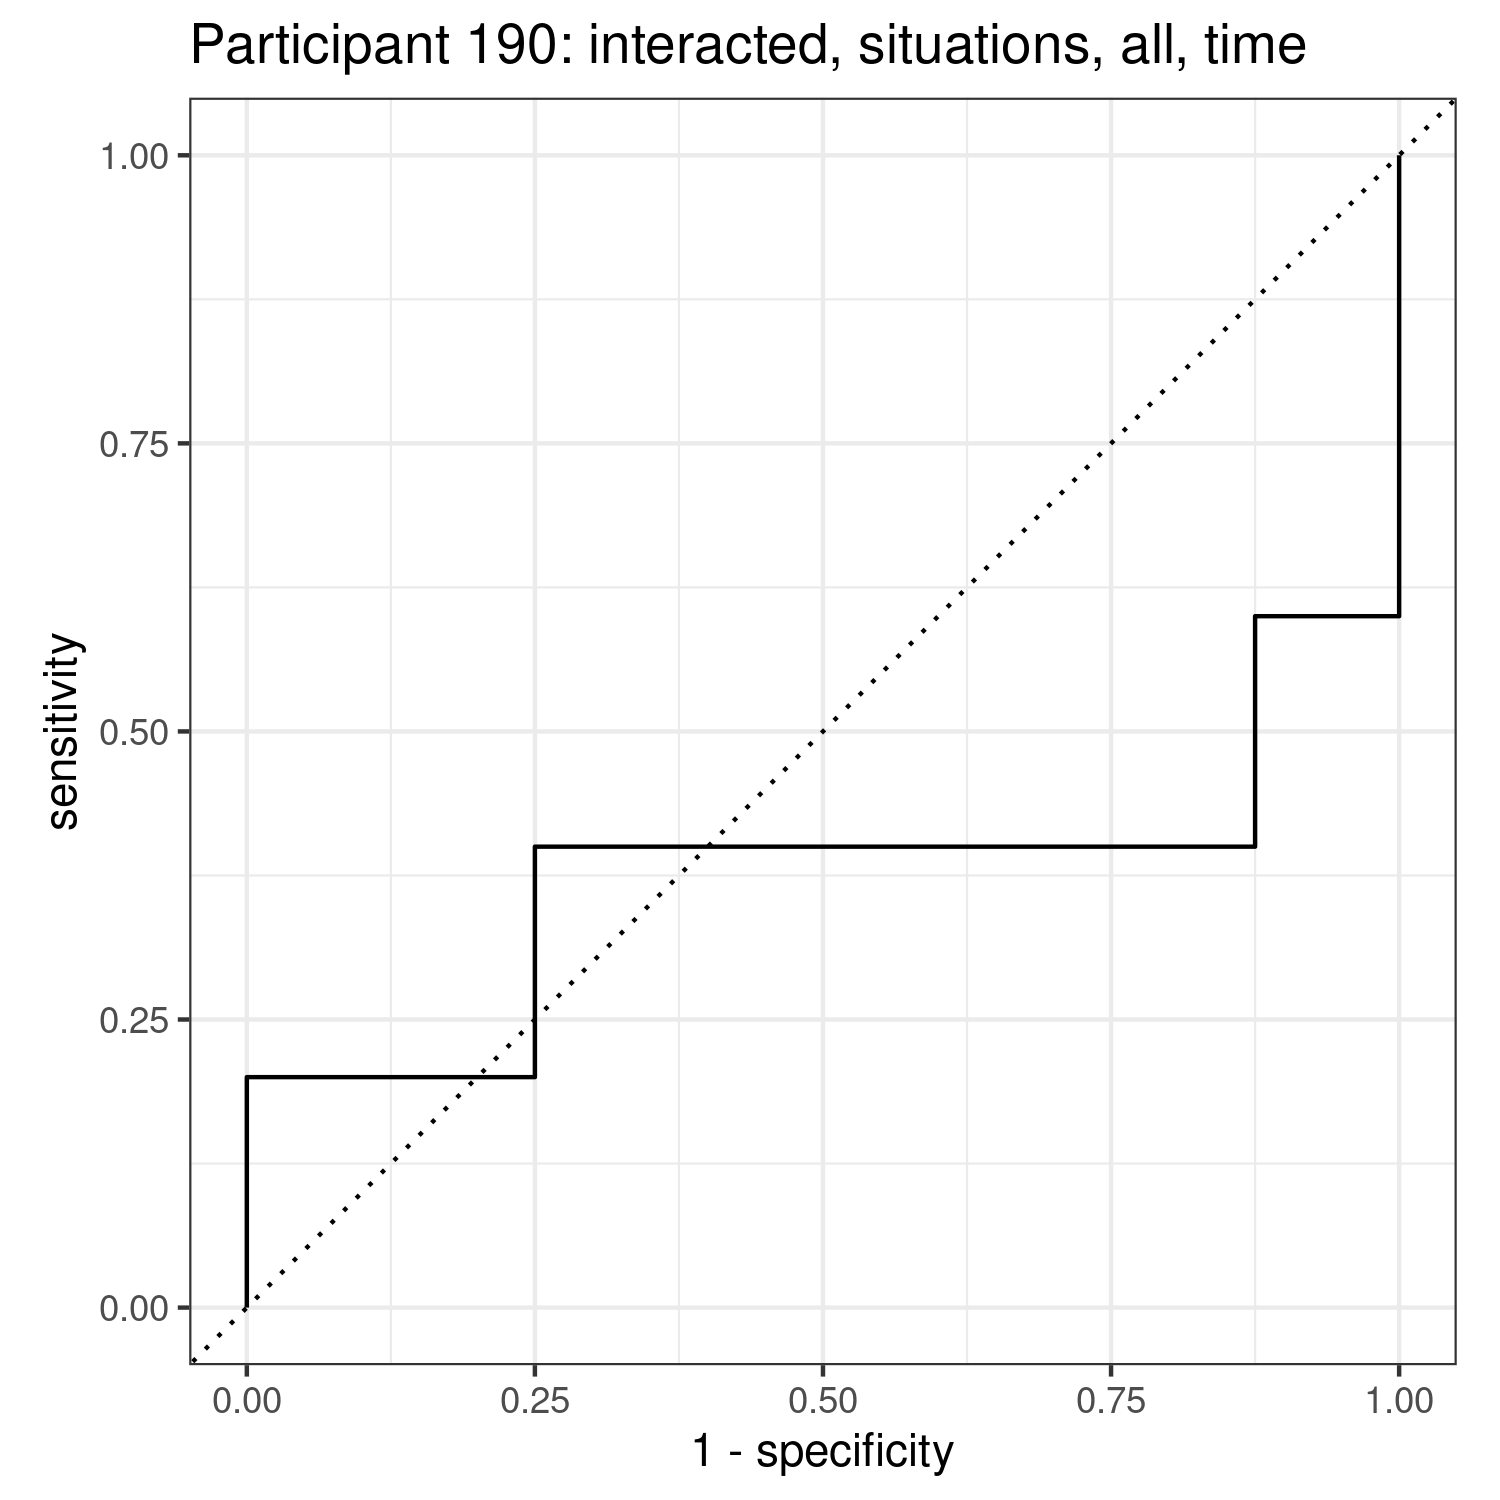 Participant 190: interacted, situations, all, time
1.00
0.75
0.50
0.25
0.00
sensitivity
0.00 0.25 0.50 0.75 1.00
1 - specificity